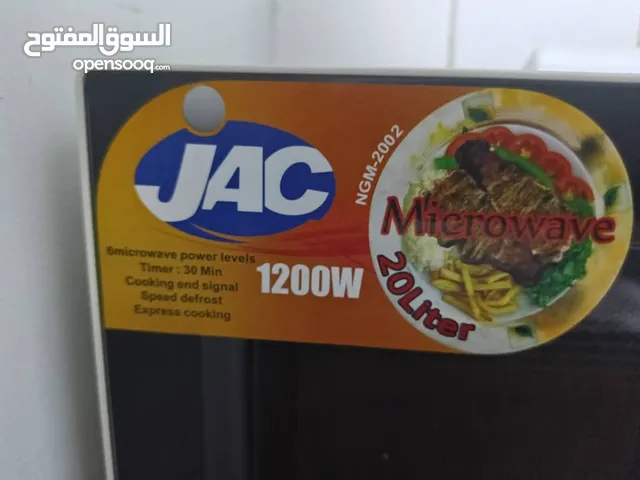 السوق المفتوح
opensooq.com
JAC
NGM-2002
Microwave
20Liter
6microwave power levels
Timer : 30 Min
Cooking end signal
Speed defrost
Express cooking
1200W